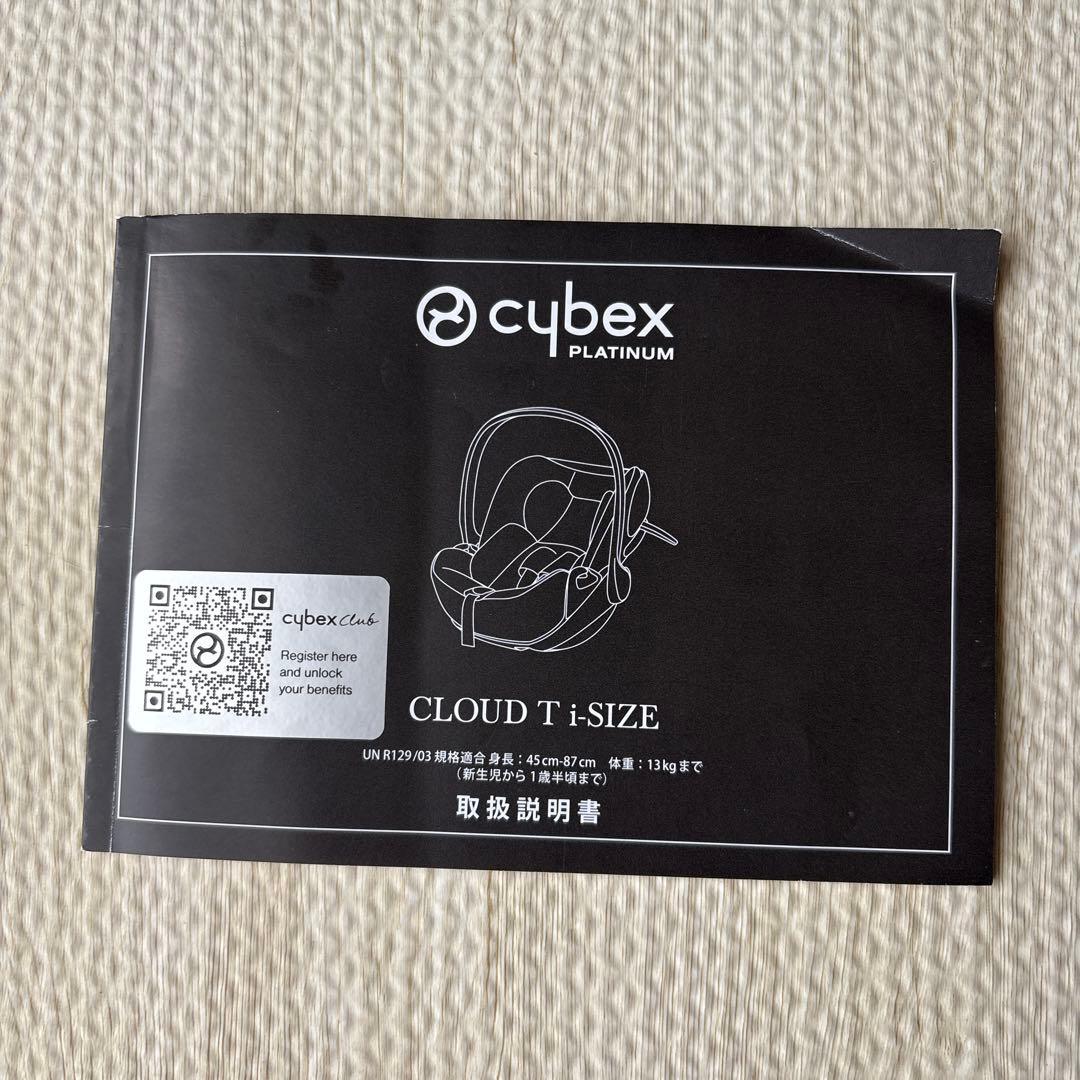 cybex
PLATINUM
cybex club
Register here
and unlock
your benefits
CLOUD T i-SIZE
UN R129/03 規格適合 身長：45cm-87cm 体重：13kgまで
（新生児から1歳半頃まで）
取扱説明書